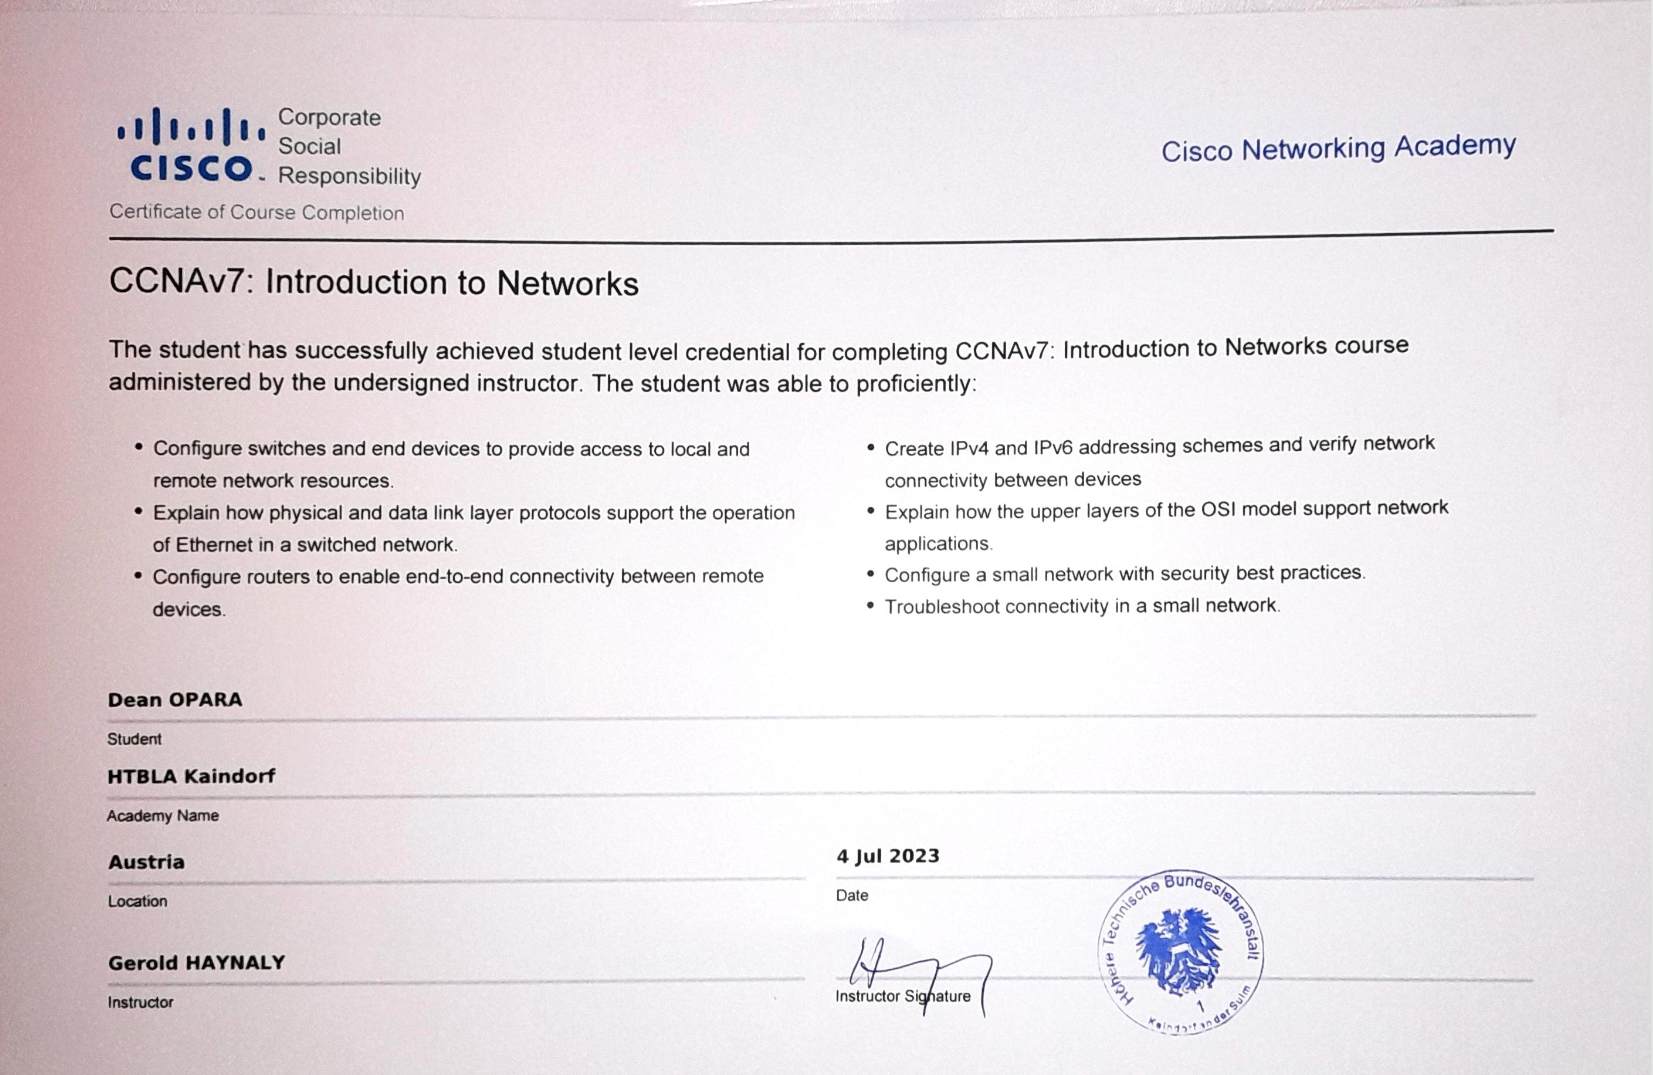 Corporate
Social
CISCO. Responsibility
Certificate of Course Completion
Cisco Networking Academy
CCNAv7: Introduction to Networks
The student has successfully achieved student level credential for completing CCNAv7: Introduction to Networks course
administered by the undersigned instructor. The student was able to proficiently:
• Configure switches and end devices to provide access to local and
remote network resources.
• Explain how physical and data link layer protocols support the operation
of Ethernet in a switched network.
• Configure routers to enable end-to-end connectivity between remote
devices.
• Create IPv4 and IPv6 addressing schemes and verify network
connectivity between devices
• Explain how the upper layers of the OSI model support network
applications.
• Configure a small network with security best practices.
• Troubleshoot connectivity in a small network.
Dean OPARA
Student
HTBLA Kaindorf
Academy Name
Austria
Location
4 Jul 2023
Date
Gerold HAYNALY
Instructor
Instructor Signature
Höhere Technische Bundeslehranstalt
1
Kaindorf an der Sulm